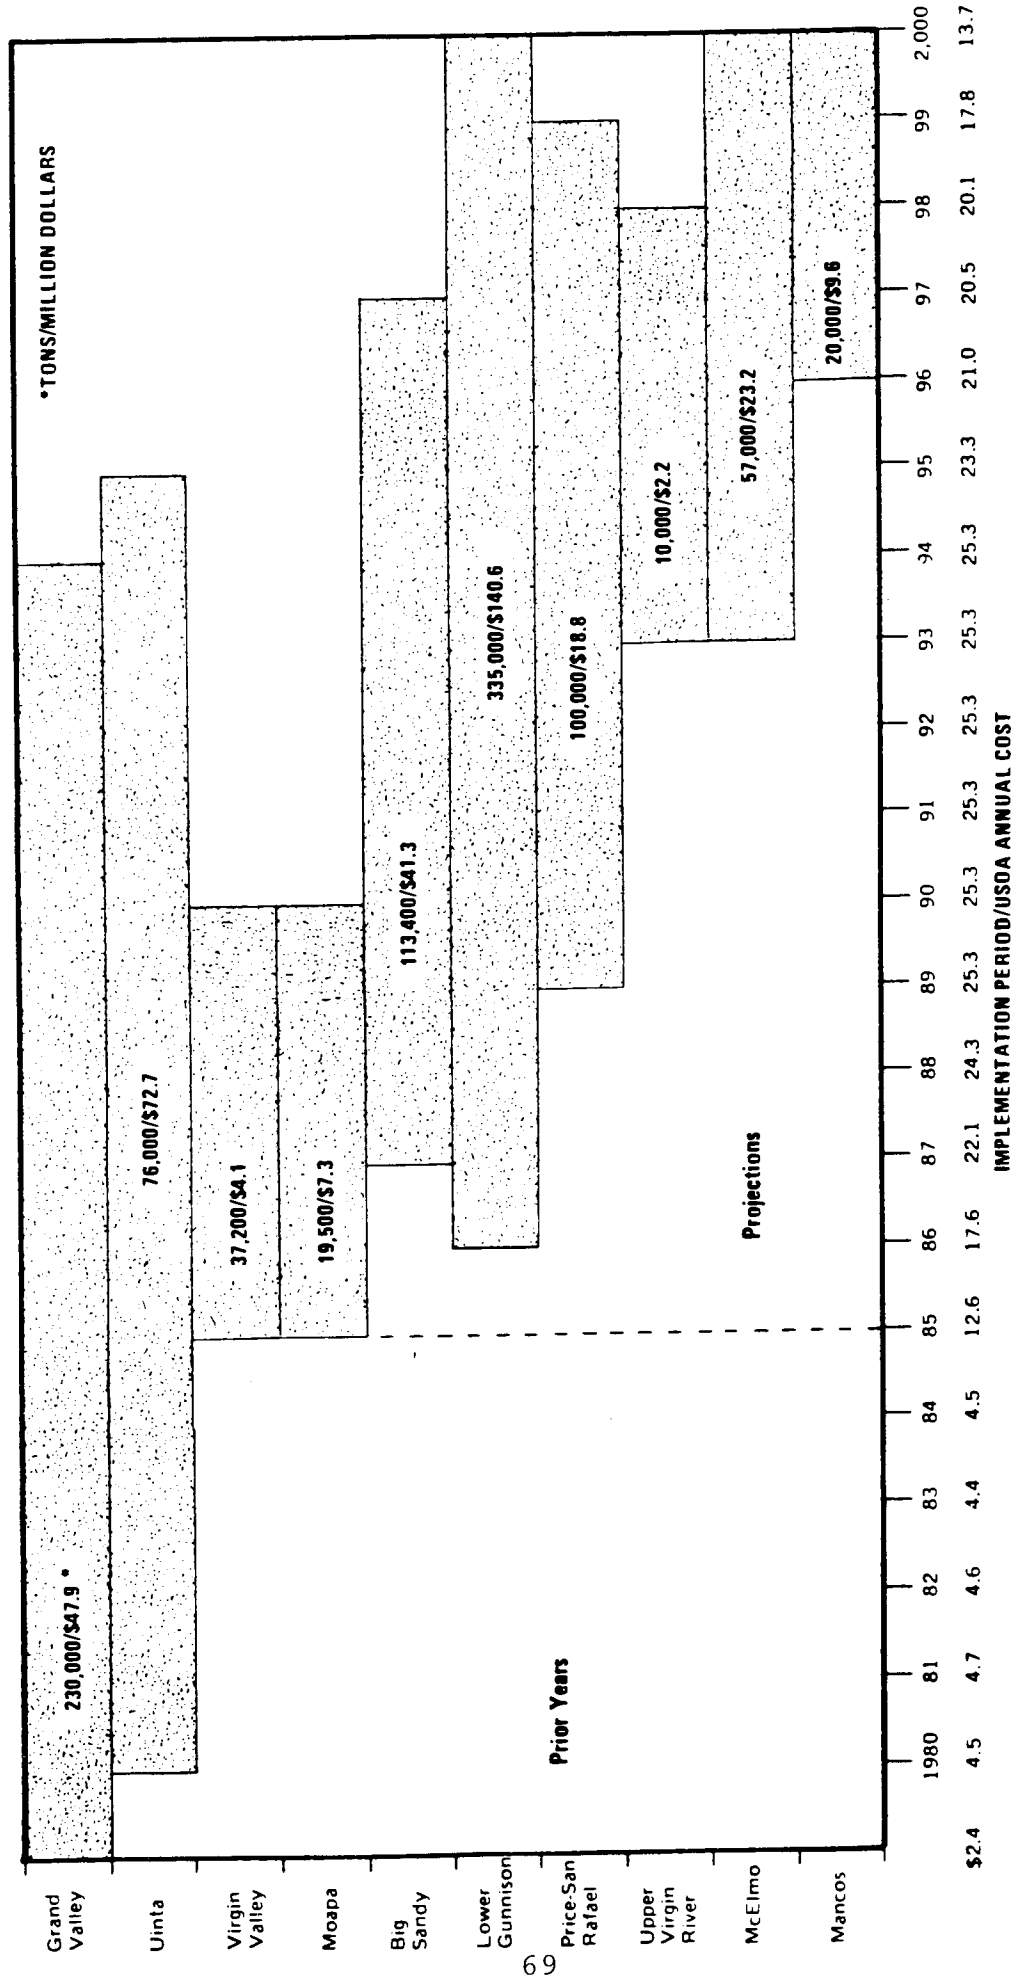 *TONS/MILLION DOLLARS
Grand
Valley
230,000/$47.9 *
Uinta
76,000/$72.7
Virgin
Valley
37,200/$4.1
Moapa
19,500/$7.3
Big
Sandy
113,400/$41.3
Lower
Gunnison
335,000/$140.6
Price-San
Rafael
100,000/$18.8
Upper
Virgin
River
10,000/$2.2
McElmo
57,000/$23.2
Mancos
20,000/$9.6
Prior Years
Projections
1980 81 82 83 84 85 86 87 88 89 90 91 92 93 94 95 96 97 98 99 2,000
$2.4 4.5 4.7 4.6 4.4 4.5 12.6 17.6 22.1 24.3 25.3 25.3 25.3 25.3 25.3 25.3 23.3 21.0 20.5 20.1 17.8 13.7
IMPLEMENTATION PERIOD/USDA ANNUAL COST
69